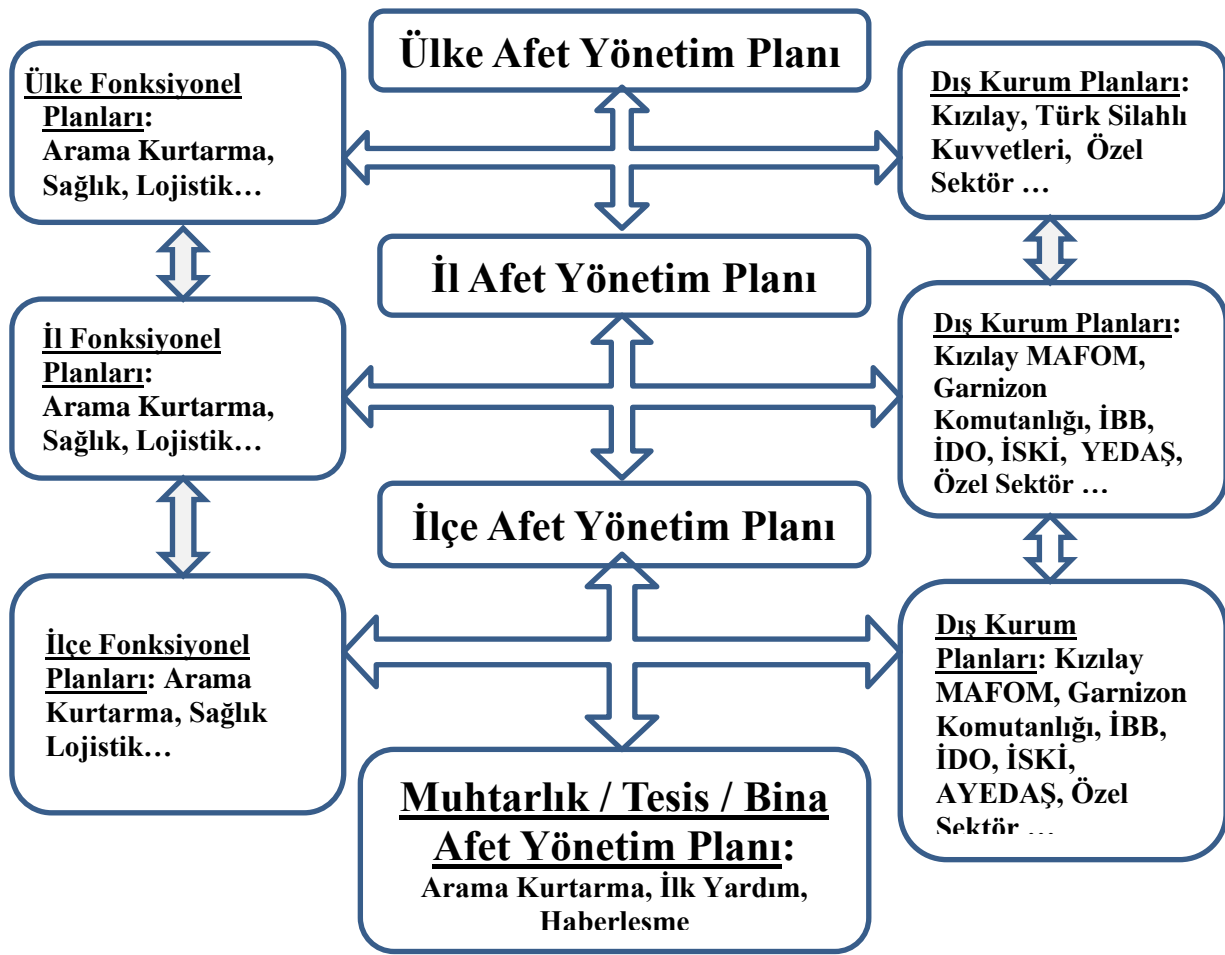 Ülke Afet Yönetim Planı
Ülke Fonksiyonel
Planları:
Arama Kurtarma,
Sağlık, Lojistik…
Dış Kurum Planları:
Kızılay, Türk Silahlı
Kuvvetleri, Özel
Sektör …
İl Afet Yönetim Planı
İl Fonksiyonel
Planları:
Arama Kurtarma,
Sağlık, Lojistik…
Dış Kurum Planları:
Kızılay MAFOM,
Garnizon
Komutanlığı, İBB,
İDO, İSKİ, YEDAŞ,
Özel Sektör …
İlçe Afet Yönetim Planı
İlçe Fonksiyonel
Planları: Arama
Kurtarma, Sağlık
Lojistik…
Dış Kurum
Planları: Kızılay
MAFOM, Garnizon
Komutanlığı, İBB,
İDO, İSKİ,
AYEDAŞ, Özel
Sektör …
Muhtarlık / Tesis / Bina
Afet Yönetim Planı:
Arama Kurtarma, İlk Yardım,
Haberleşme